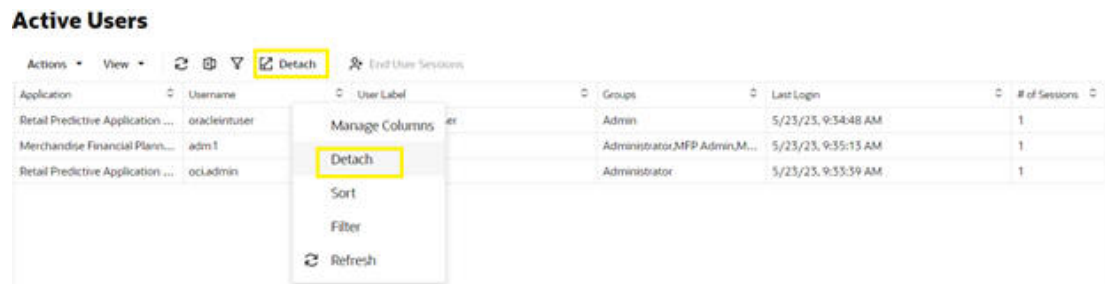 Active Users
Actions View Detach End User Sessions
Application Username User Label Groups Last Login # of Sessions
Retail Predictive Application ... oracleintuser er Admin 5/23/23, 9:34:48 AM 1
Merchandise Financial Plann... adm1 Administrator,MFP Admin,M... 5/23/23, 9:35:13 AM 1
Retail Predictive Application ... oci.admin Administrator 5/23/23, 9:33:39 AM 1
Manage Columns
Detach
Sort
Filter
Refresh